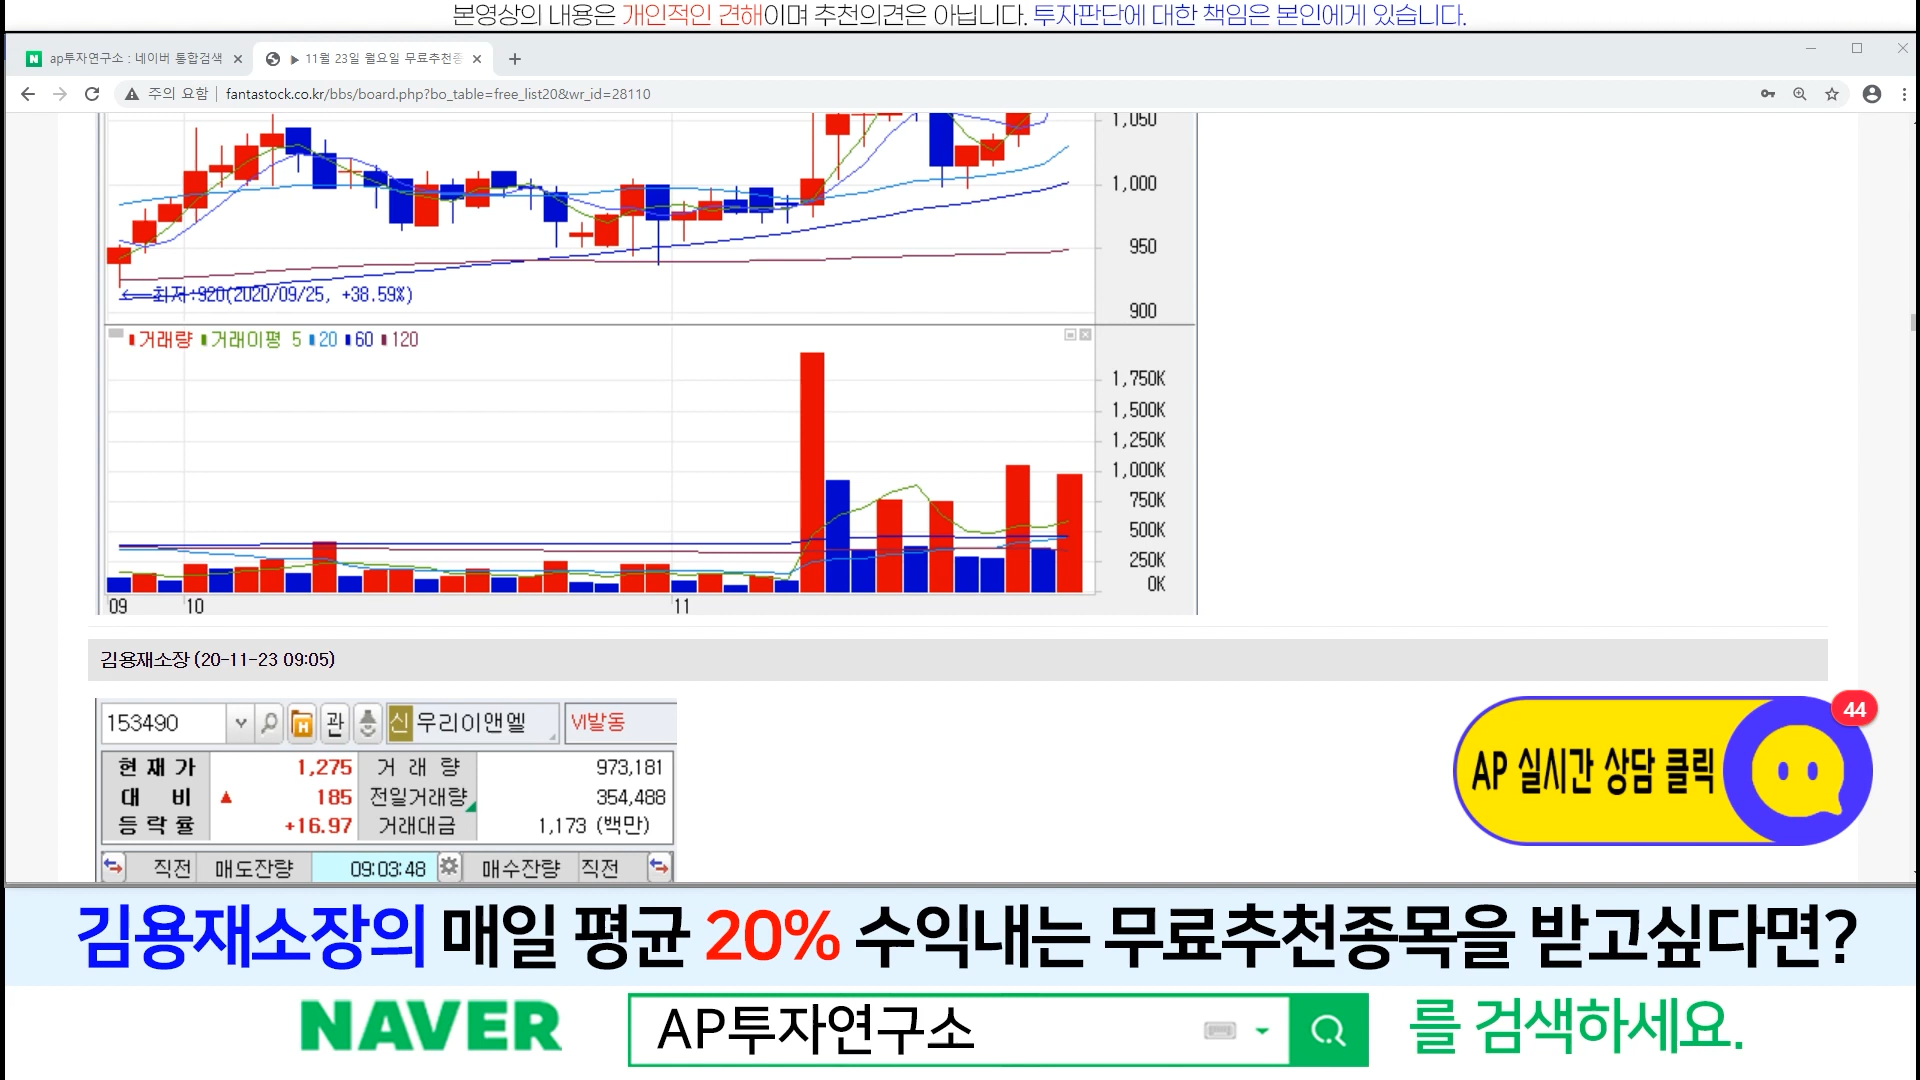 본영상의 내용은 개인적인 견해이며 추천의견은 아닙니다. 투자판단에 대한 책임은 본인에게 있습니다.
ap투자연구소 : 네이버 통합검색
▶ 11월 23일 월요일 무료추천종
주의 요함
fantastock.co.kr/bbs/board.php?bo_table=free_list20&wr_id=28110
1,050
1,000
950
900
←최저:920(2020/09/25, +38.59%)
거래량 거래이평 5 20 60 120
1,750K
1,500K
1,250K
1,000K
750K
500K
250K
0K
09 10 11
김용재소장 (20-11-23 09:05)
153490 관 신 우리이앤엘 VI발동
현재가 1,275 거래량 973,181
대비 ▲ 185 전일거래량 354,488
등락률 +16.97 거래대금 1,173 (백만)
직전 매도잔량 09:03:48 매수잔량 직전
AP 실시간 상담 클릭
44
김용재소장의 매일 평균 20% 수익내는 무료추천종목을 받고싶다면?
NAVER AP투자연구소 를 검색하세요.